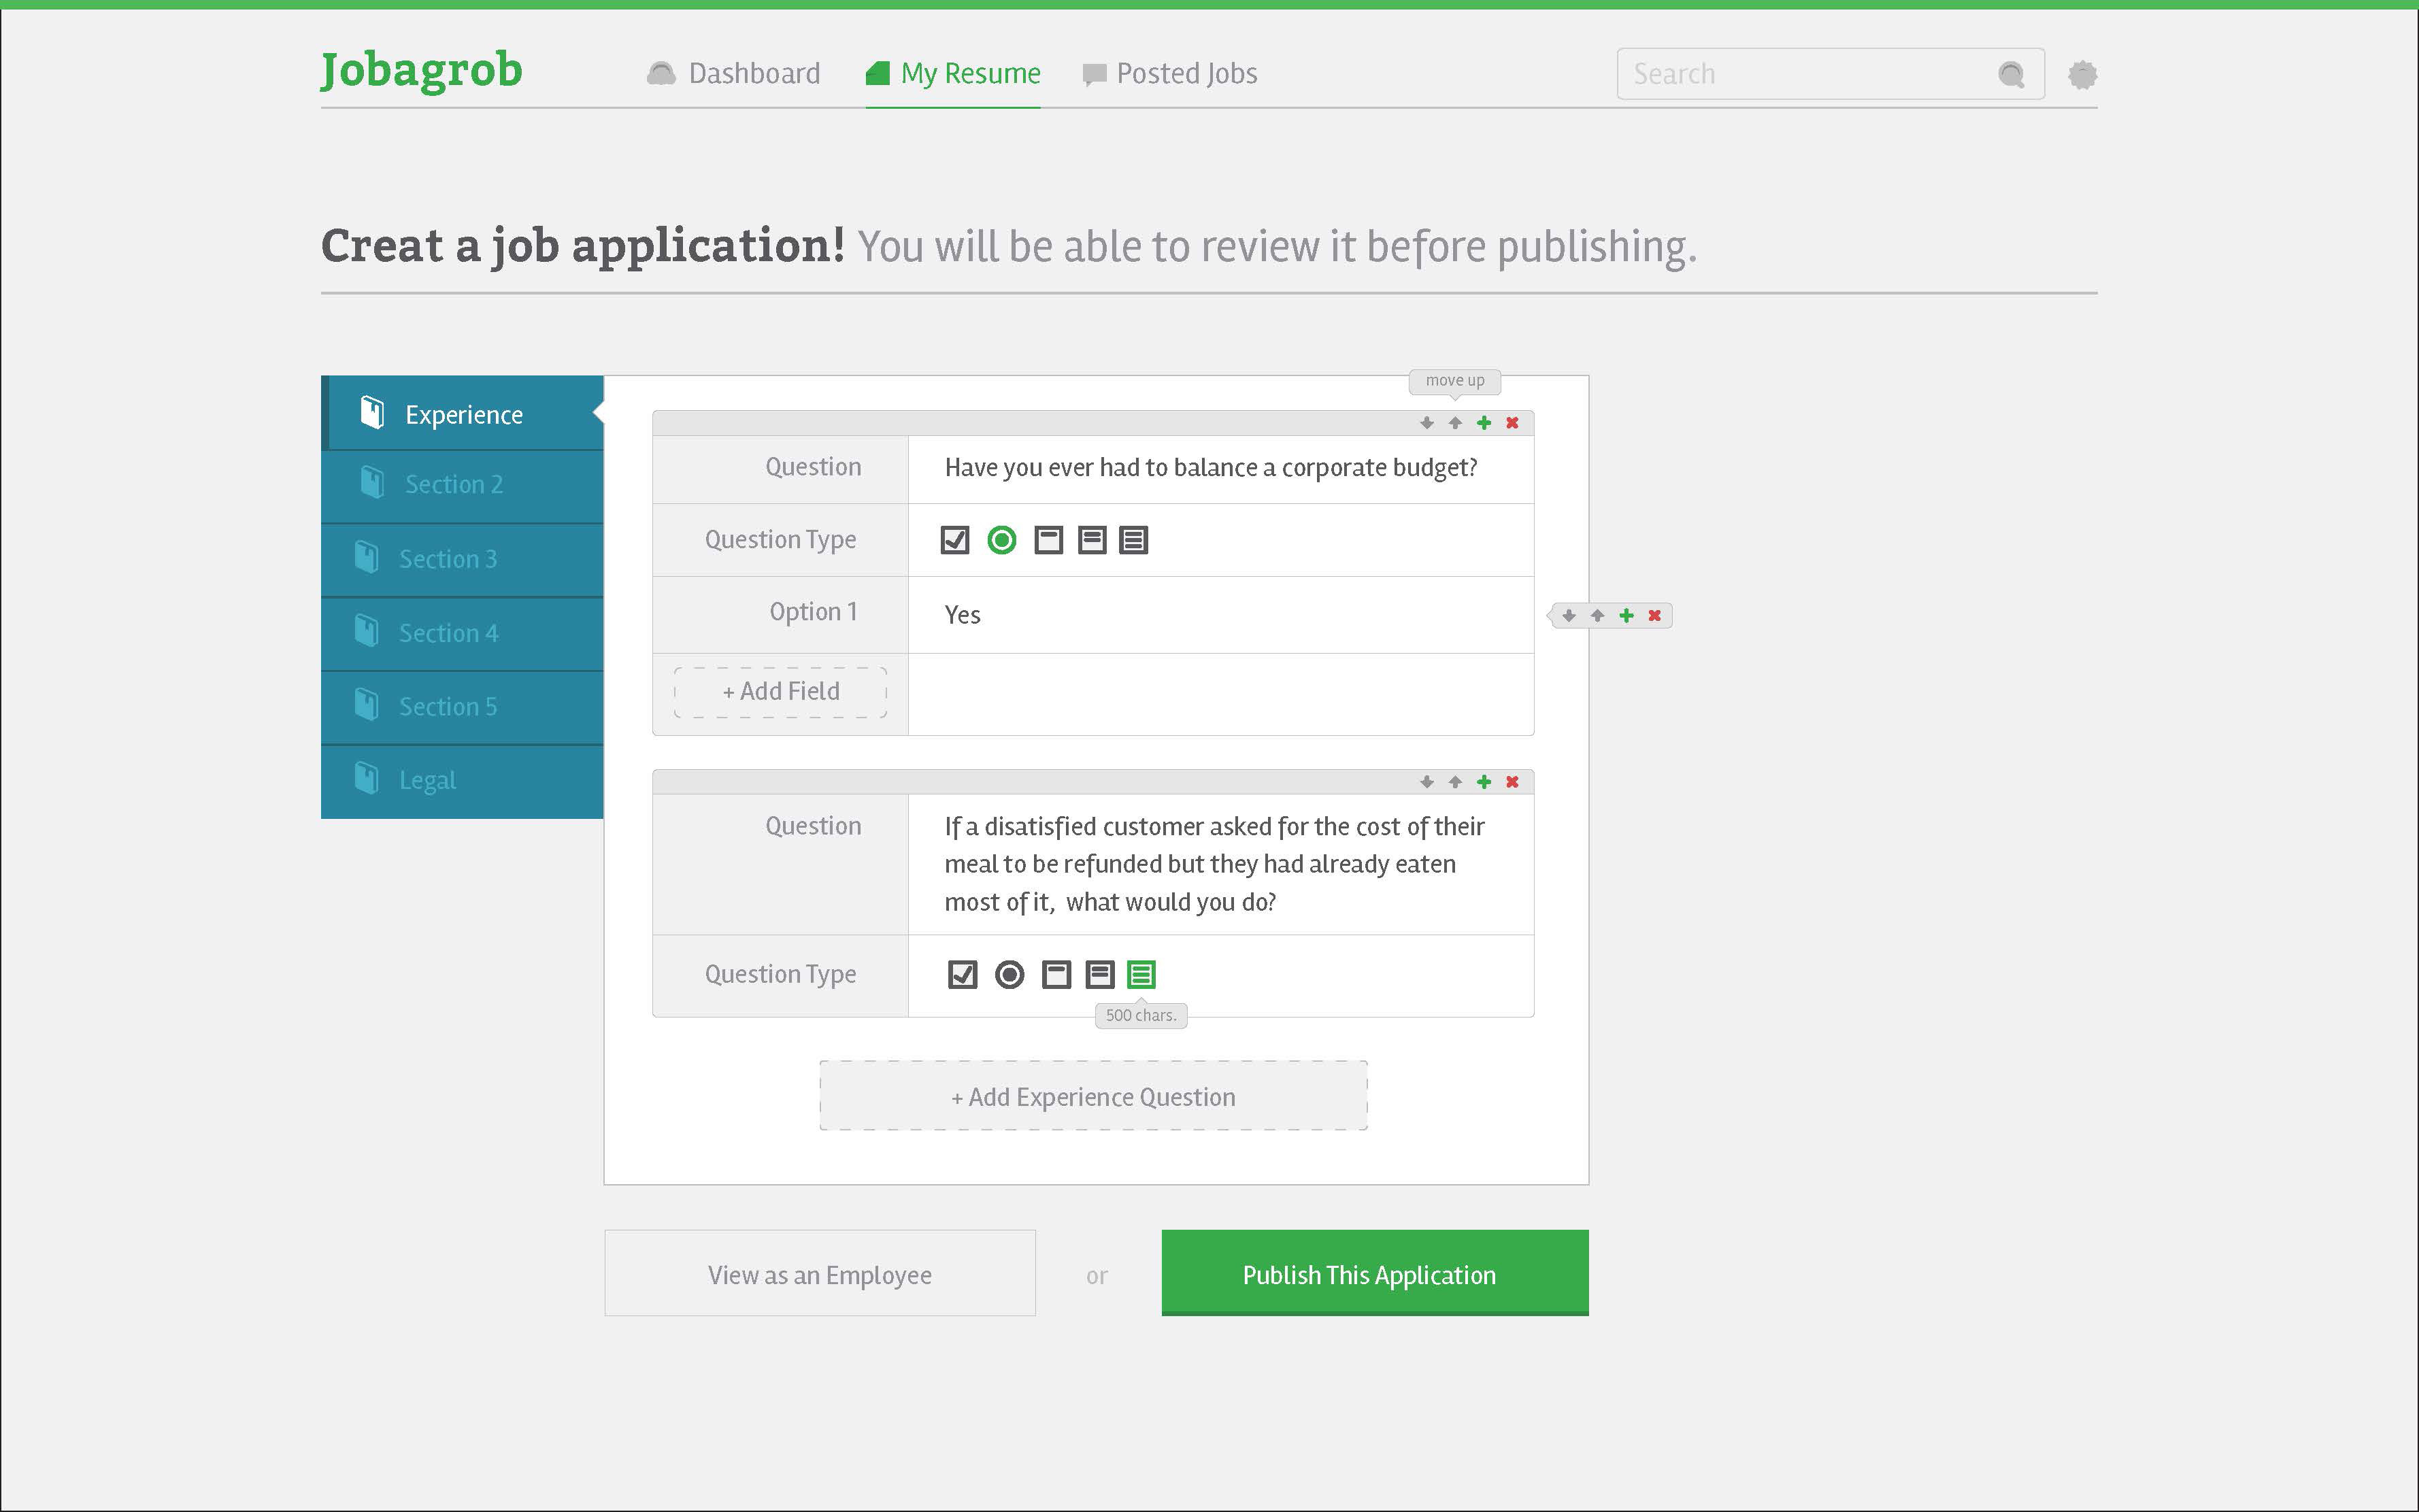 Jobagrob
Dashboard
My Resume
Posted Jobs
Search
Creat a job application! You will be able to review it before publishing.
Experience
Section 2
Section 3
Section 4
Section 5
Legal
move up
Question
Have you ever had to balance a corporate budget?
Question Type
Option 1
Yes
+ Add Field
Question
If a disatisfied customer asked for the cost of their
meal to be refunded but they had already eaten
most of it,  what would you do?
Question Type
500 chars.
+ Add Experience Question
View as an Employee
or
Publish This Application